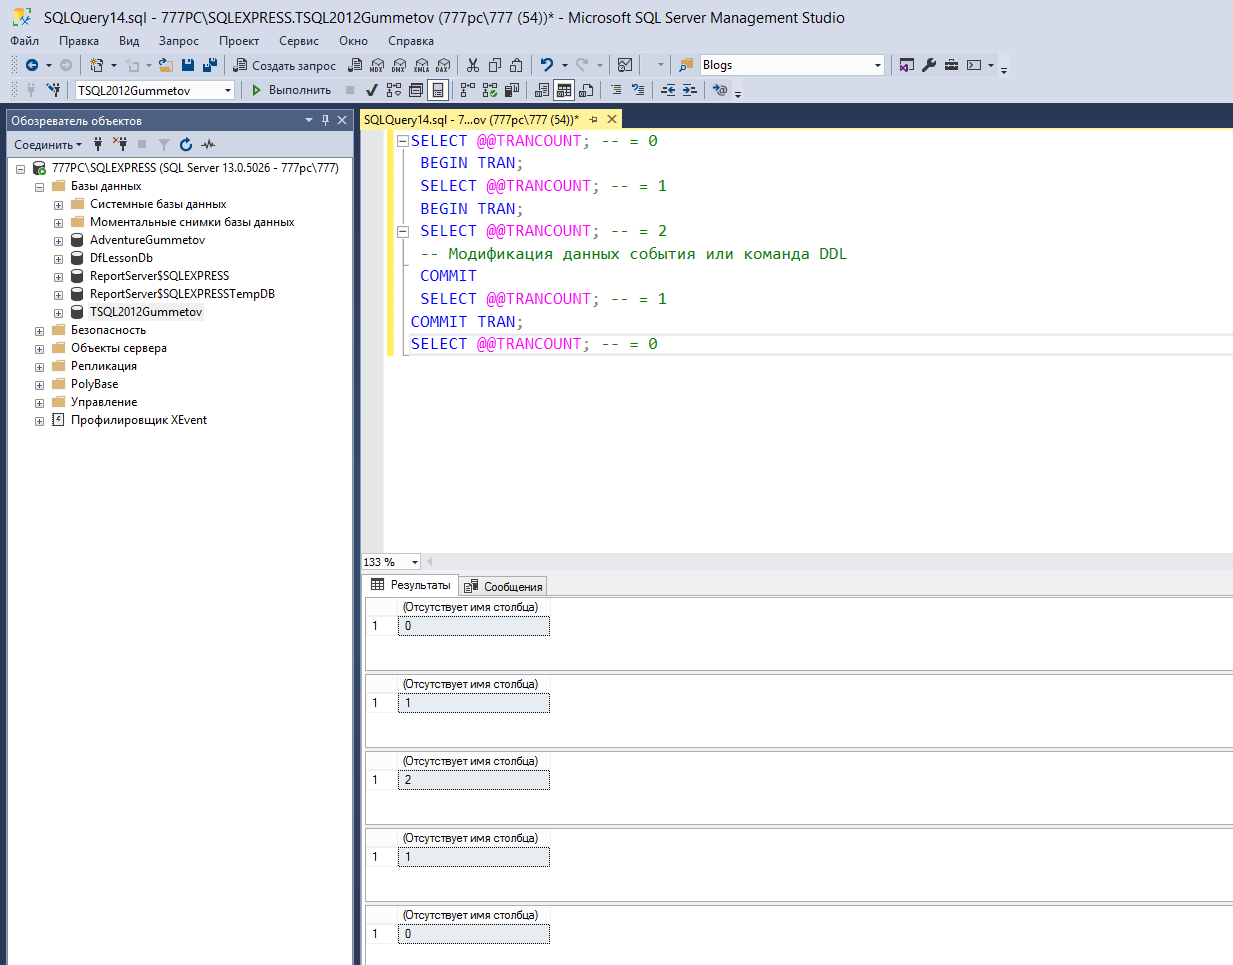 SQLQuery14.sql - 777PC\SQLEXPRESS.TSQL2012Gummetov (777pc\777 (54))* - Microsoft SQL Server Management Studio
Файл Правка Вид Запрос Проект Сервис Окно Справка
Создать запрос MDX DMX XMLA DAX Blogs
TSQL2012Gummetov Выполнить
Обозреватель объектов
Соединить
777PC\SQLEXPRESS (SQL Server 13.0.5026 - 777pc\777)
Базы данных
Системные базы данных
Моментальные снимки базы данных
AdventureGummetov
DfLessonDb
ReportServer$SQLEXPRESS
ReportServer$SQLEXPRESSTempDB
TSQL2012Gummetov
Безопасность
Объекты сервера
Репликация
PolyBase
Управление
Профилировщик XEvent
SQLQuery14.sql - 7...ov (777pc\777 (54))*
SELECT @@TRANCOUNT; -- = 0
BEGIN TRAN;
SELECT @@TRANCOUNT; -- = 1
BEGIN TRAN;
SELECT @@TRANCOUNT; -- = 2
-- Модификация данных события или команда DDL
COMMIT
SELECT @@TRANCOUNT; -- = 1
COMMIT TRAN;
SELECT @@TRANCOUNT; -- = 0
133 %
Результаты Сообщения
(Отсутствует имя столбца)
1 0
(Отсутствует имя столбца)
1 1
(Отсутствует имя столбца)
1 2
(Отсутствует имя столбца)
1 1
(Отсутствует имя столбца)
1 0